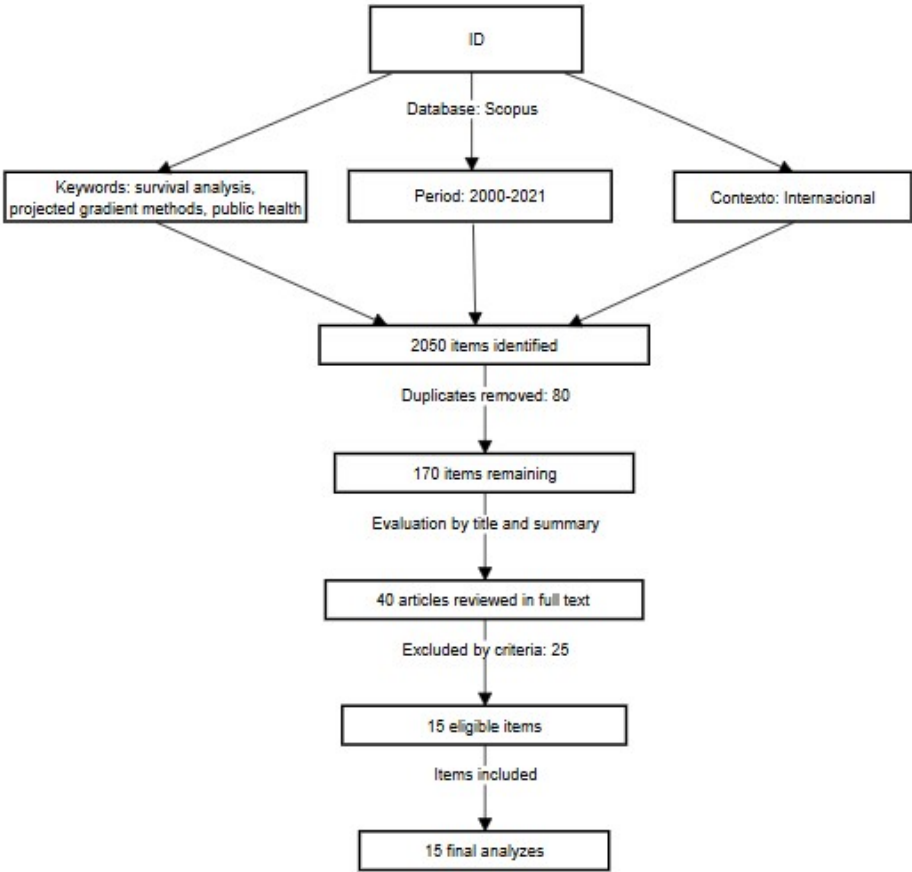 ID
Database: Scopus
Keywords: survival analysis,
projected gradient methods, public health
Period: 2000-2021
Contexto: Internacional
2050 items identified
Duplicates removed: 80
170 items remaining
Evaluation by title and summary
40 articles reviewed in full text
Excluded by criteria: 25
15 eligible items
Items included
15 final analyzes